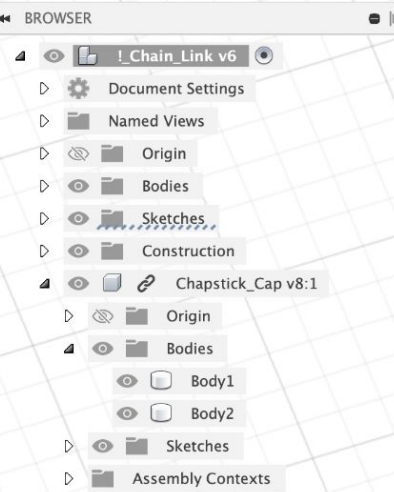 BROWSER
!_Chain_Link v6
Document Settings
Named Views
Origin
Bodies
Sketches
Construction
Chapstick_Cap v8:1
Origin
Bodies
Body1
Body2
Sketches
Assembly Contexts